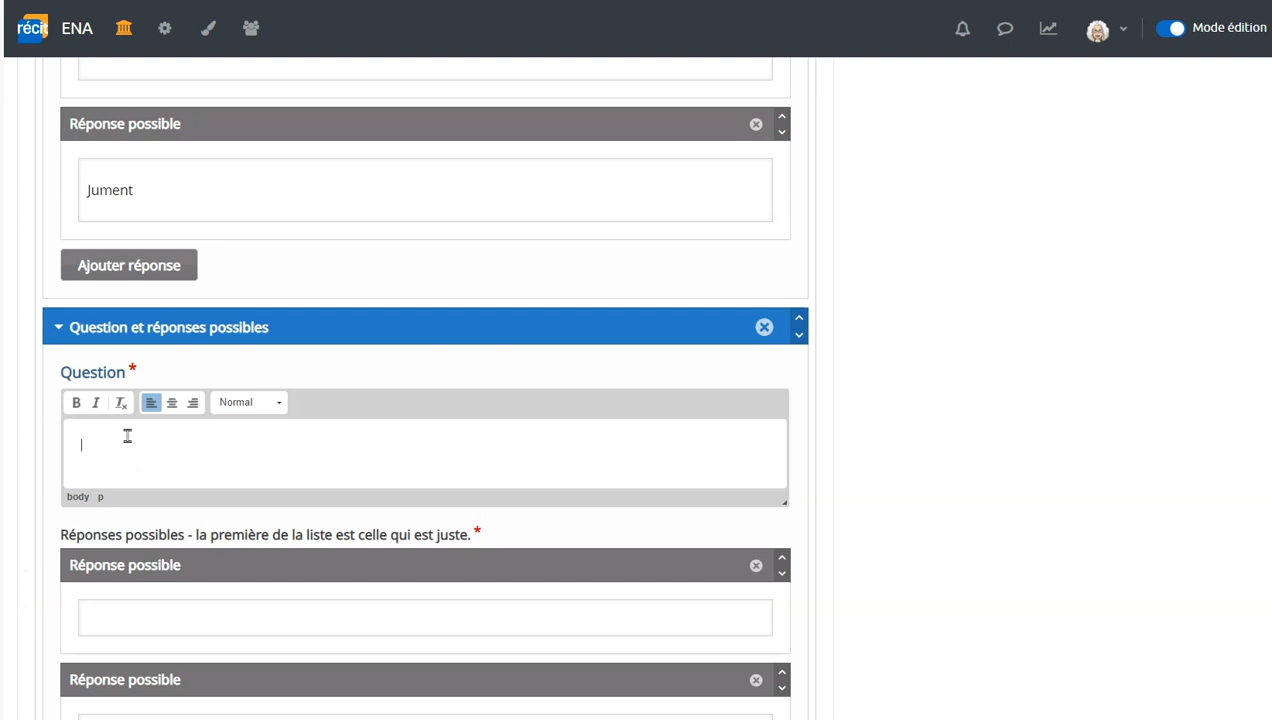 récit ENA Mode édition
Réponse possible
Jument
Ajouter réponse
Question et réponses possibles
Question *
B I Tx Normal
body p
Réponses possibles - la première de la liste est celle qui est juste. *
Réponse possible
Réponse possible